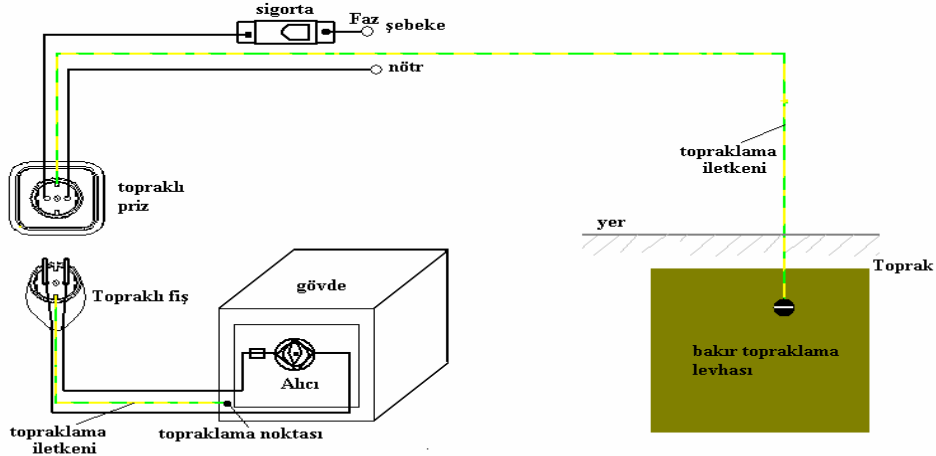 sigorta
Faz
şebeke
nötr
topraklama
iletkeni
topraklı
priz
yer
Toprak
Topraklı fiş
gövde
Alıcı
bakır topraklama
levhası
topraklama
iletkeni
topraklama noktası